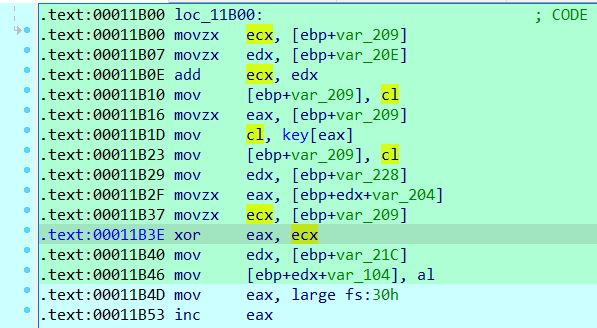 .text:00011B00 loc_11B00: ; CODE
.text:00011B00 movzx ecx, [ebp+var_209]
.text:00011B07 movzx edx, [ebp+var_20E]
.text:00011B0E add ecx, edx
.text:00011B10 mov [ebp+var_209], cl
.text:00011B16 movzx eax, [ebp+var_209]
.text:00011B1D mov cl, key[eax]
.text:00011B23 mov [ebp+var_209], cl
.text:00011B29 mov edx, [ebp+var_228]
.text:00011B2F movzx eax, [ebp+edx+var_204]
.text:00011B37 movzx ecx, [ebp+var_209]
.text:00011B3E xor eax, ecx
.text:00011B40 mov edx, [ebp+var_21C]
.text:00011B46 mov [ebp+edx+var_104], al
.text:00011B4D mov eax, large fs:30h
.text:00011B53 inc eax